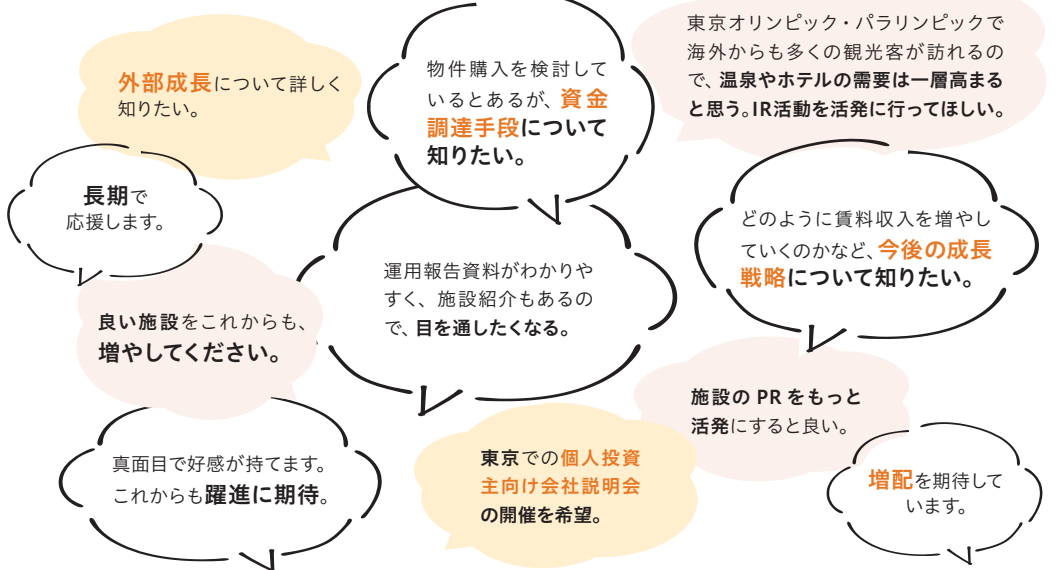 外部成長について詳しく
知りたい。
物件購入を検討して
いるとあるが、資金
調達手段について
知りたい。
東京オリンピック・パラリンピックで
海外からも多くの観光客が訪れるの
で、温泉やホテルの需要は一層高まる
と思う。IR活動を活発に行ってほしい。
長期で
応援します。
運用報告資料がわかりや
すく、施設紹介もあるの
で、目を通したくなる。
どのように賃料収入を増やし
ていくのかなど、今後の成長
戦略について知りたい。
良い施設をこれからも、
増やしてください。
施設の PR をもっと
活発にすると良い。
真面目で好感が持てます。
これからも躍進に期待。
東京での個人投資
主向け会社説明会
の開催を希望。
増配を期待して
います。